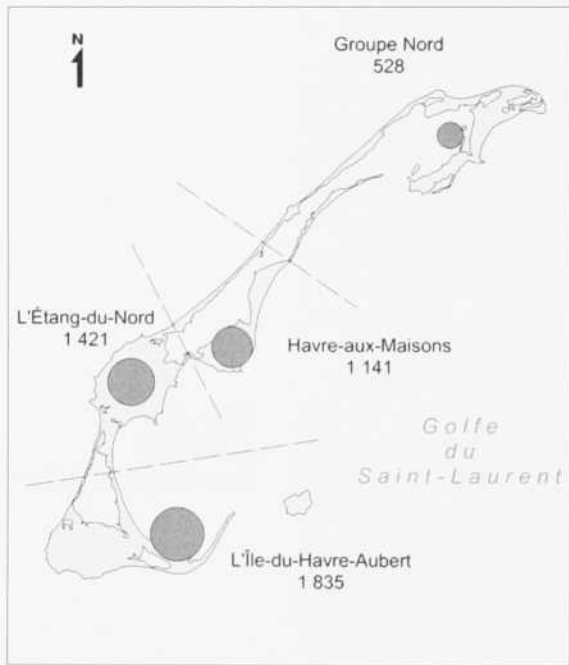 N
Groupe Nord
528
L'Étang-du-Nord
1 421
Havre-aux-Maisons
1 141
Golfe
du
Saint-Laurent
L'Île-du-Havre-Aubert
1 835